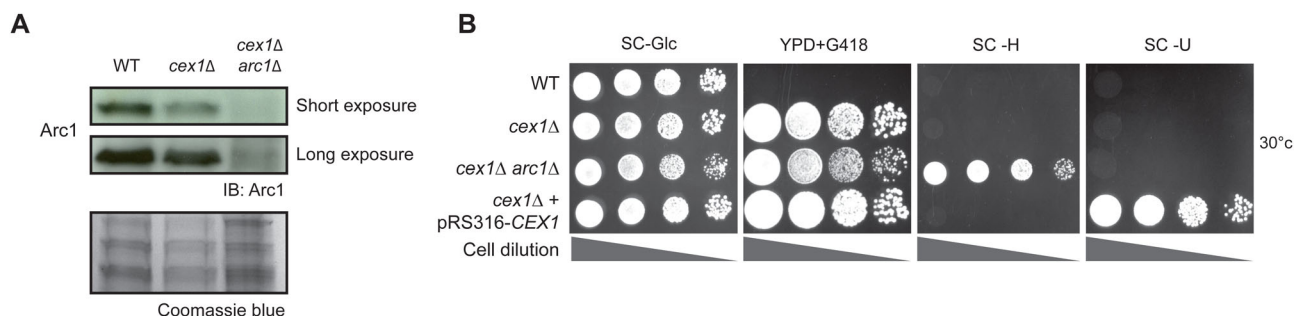 A
WT
cex1Δ
cex1Δ
arc1Δ
Arc1
Short exposure
Long exposure
IB: Arc1
Coomassie blue
B
SC-Glc
YPD+G418
SC -H
SC -U
WT
cex1Δ
cex1Δ arc1Δ
cex1Δ +
pRS316-CEX1
Cell dilution
30°c